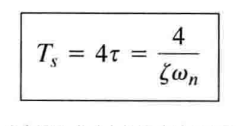 T_s = 4τ = 4/(ζω_n)